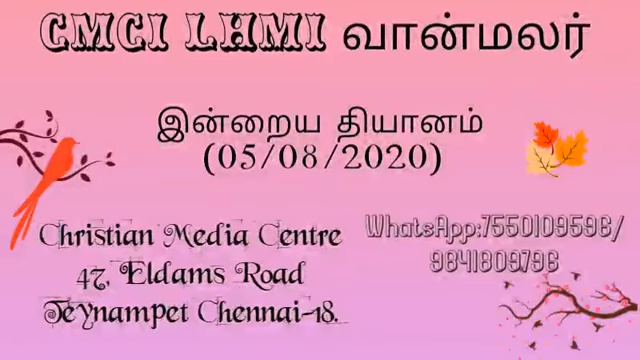 CMCI LHMI வான்மலர்
இன்றைய தியானம்
(05/08/2020)
Christian Media Centre
47, Eldams Road
Teynampet Chennai-18.
WhatsApp:7550109596/
9841809796